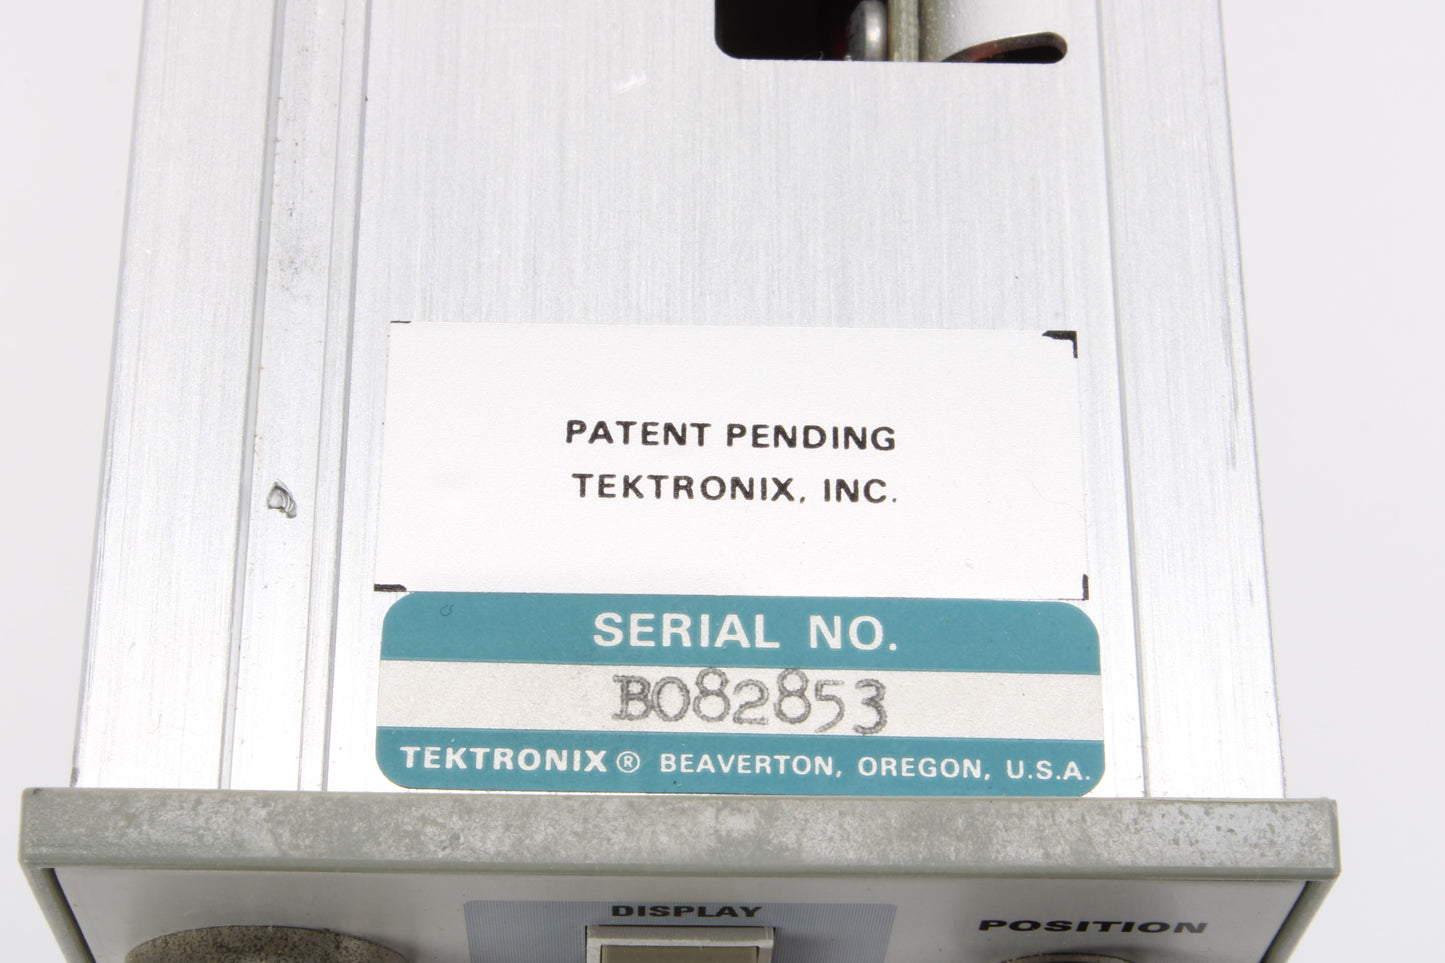 PATENT PENDING
TEKTRONIX, INC.
SERIAL NO.
B082853
TEKTRONIX® BEAVERTON, OREGON, U.S.A.
DISPLAY
POSITION